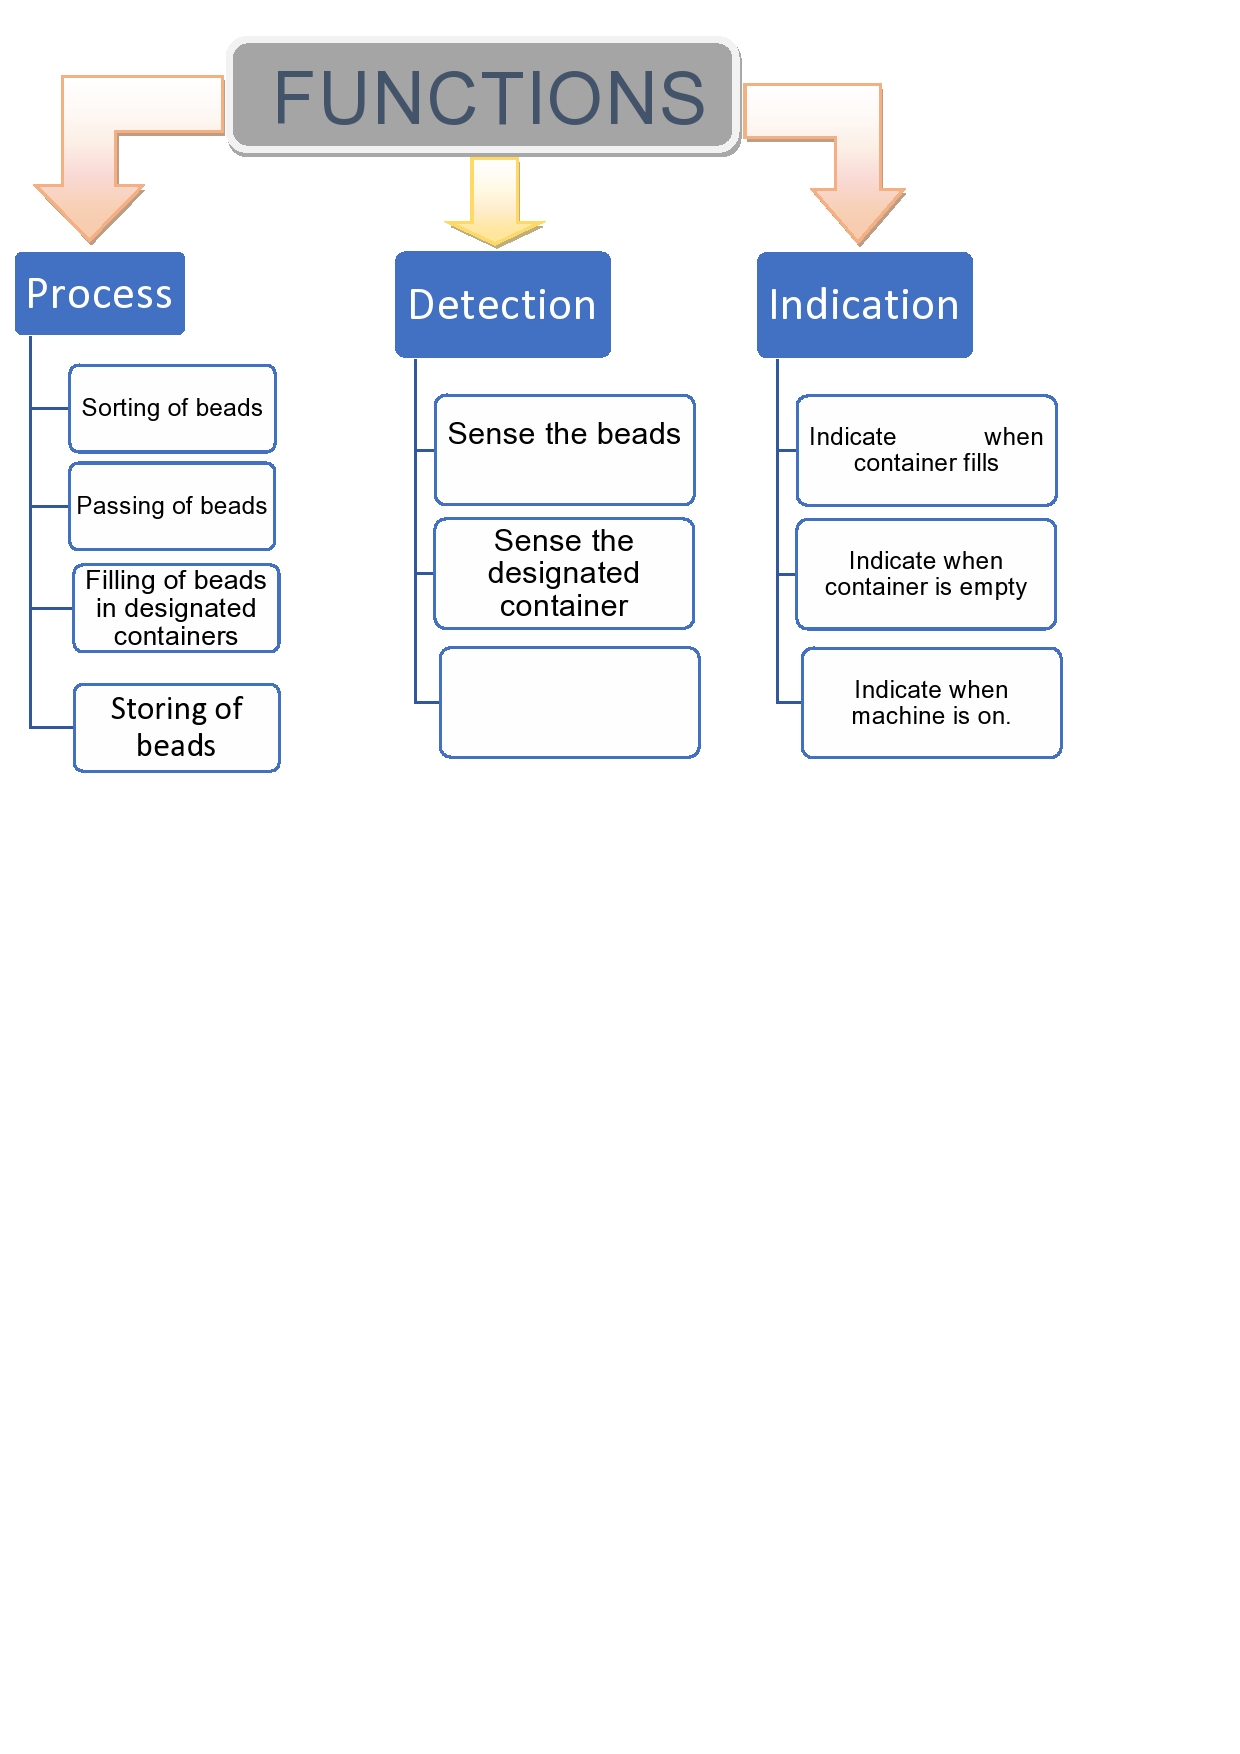 FUNCTIONS
Process
Sorting of beads
Passing of beads
Filling of beads
in designated
containers
Storing of
beads
Detection
Sense the beads
Sense the
designated
container
Indication
Indicate when
container fills
Indicate when
container is empty
Indicate when
machine is on.